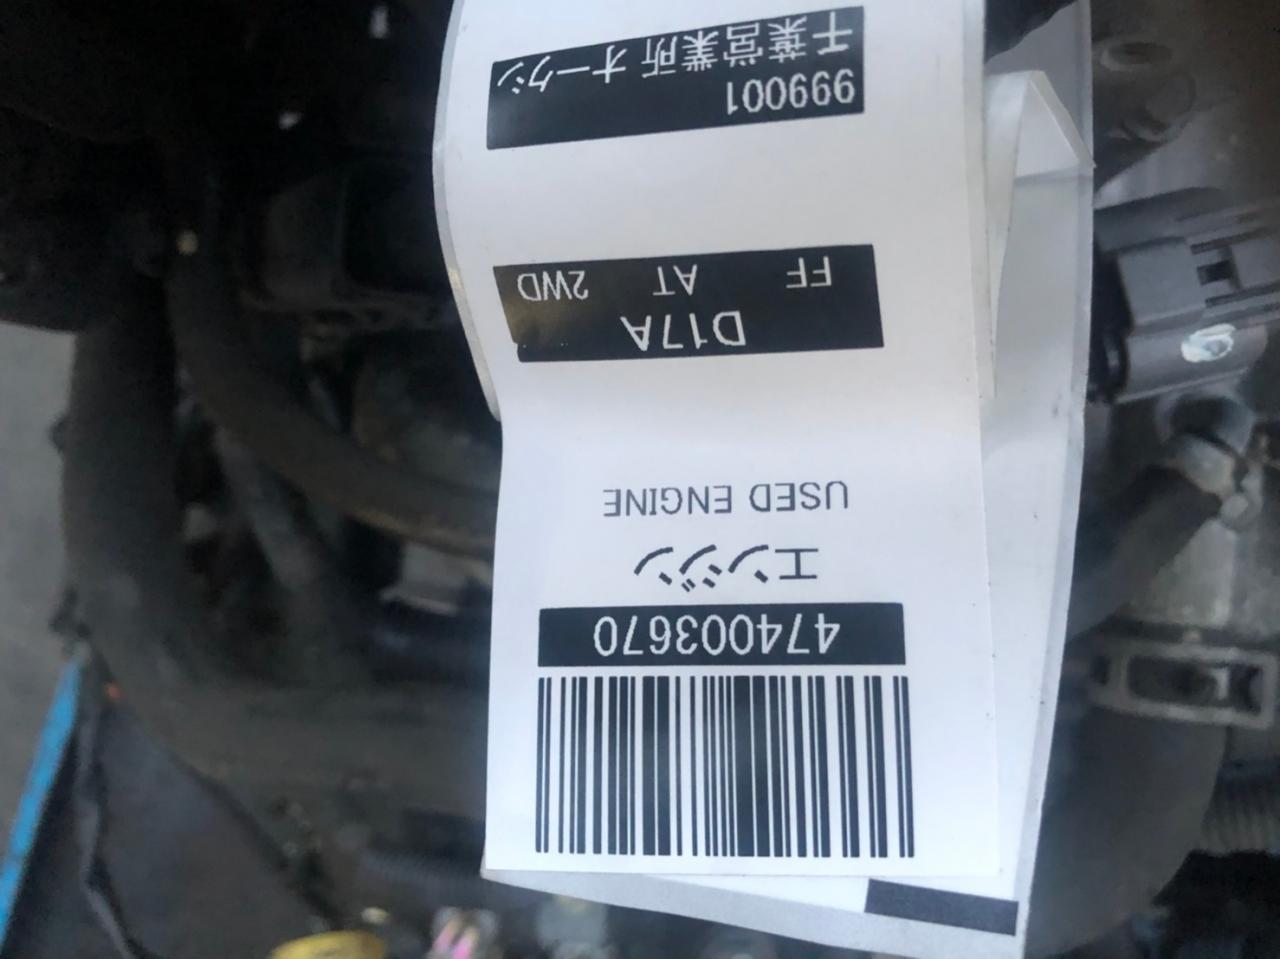 474003670
エンジン
USED ENGINE
D17A
FF AT 2WD
999001
千葉営業所 オークシ